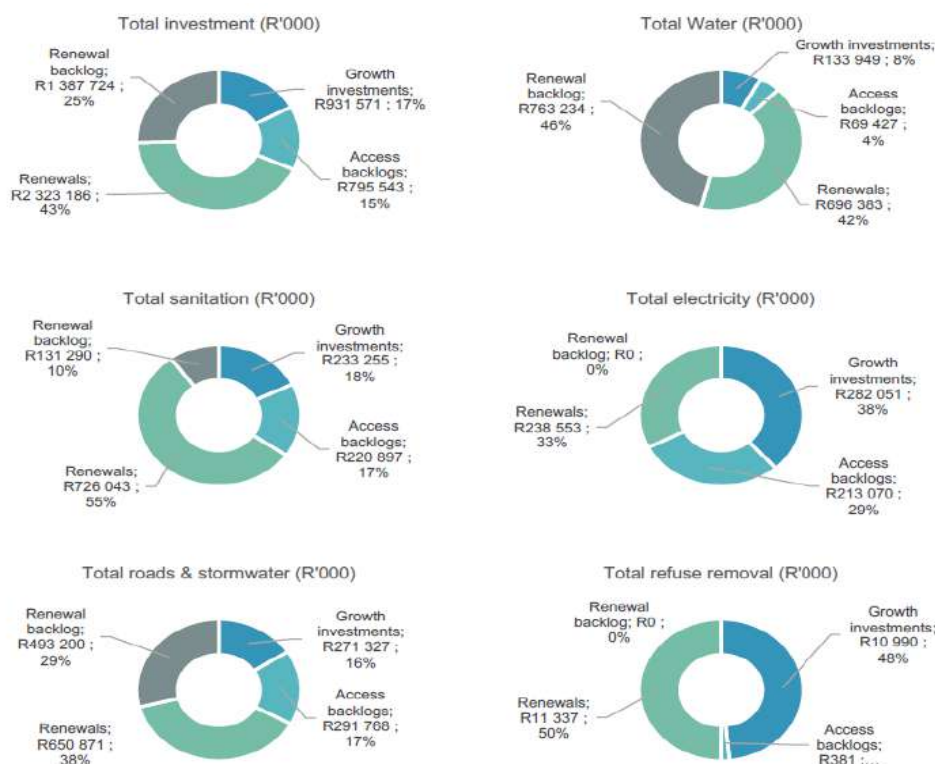 Total investment (R'000)
Renewal
backlog;
R1 387 724 ;
25%
Growth
investments;
R931 571 ; 17%
Access
backlogs;
R795 543 ;
15%
Renewals;
R2 323 186 ;
43%
Total Water (R'000)
Growth investments;
R133 949 ; 8%
Renewal
backlog;
R763 234 ;
46%
Access
backlogs;
R69 427 ;
4%
Renewals;
R696 383 ;
42%
Total sanitation (R'000)
Renewal
backlog;
R131 290 ;
10%
Growth
investments;
R233 255 ;
18%
Access
backlogs;
R220 897 ;
17%
Renewals;
R726 043 ;
55%
Total electricity (R'000)
Renewal
backlog; R0 ;
0%
Growth
investments;
R282 051 ;
38%
Renewals;
R238 553 ;
33%
Access
backlogs;
R213 070 ;
29%
Total roads & stormwater (R'000)
Renewal
backlog;
R493 200 ;
29%
Growth
investments;
R271 327 ;
16%
Access
backlogs;
R291 768 ;
17%
Renewals;
R650 871 ;
38%
Total refuse removal (R'000)
Renewal
backlog; R0 ;
0%
Growth
investments;
R10 990 ;
48%
Renewals;
R11 337 ;
50%
Access
backlogs;
R381 ;...